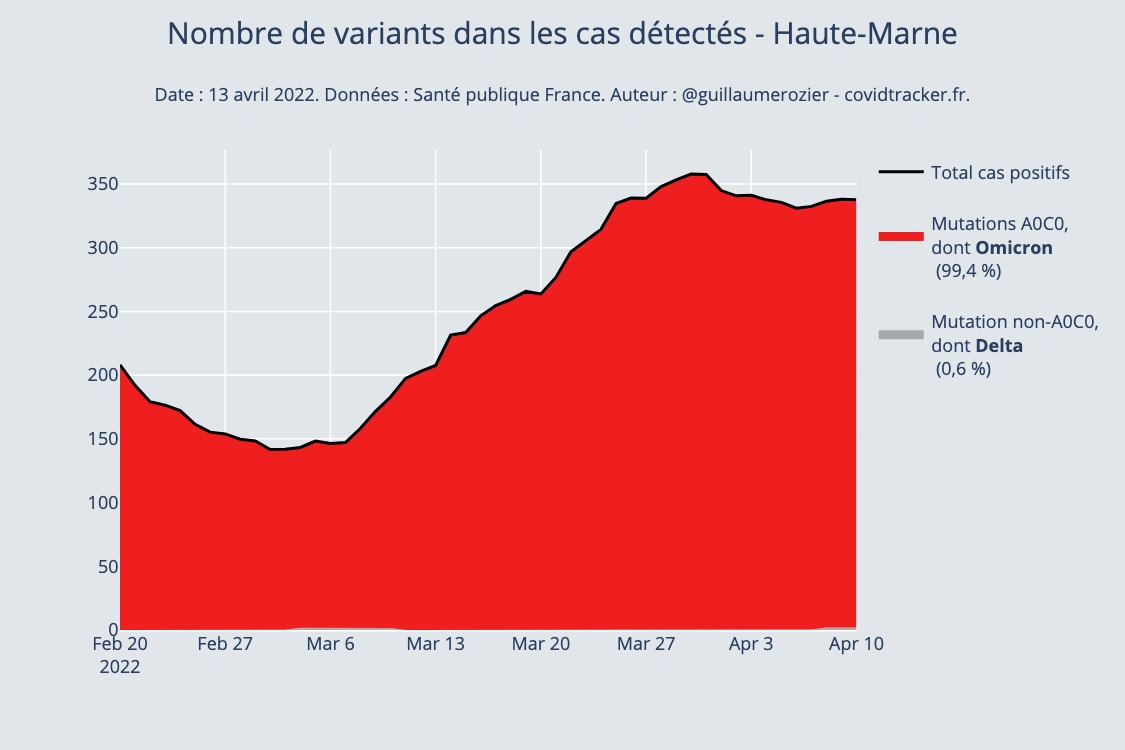 Nombre de variants dans les cas détectés - Haute-Marne
Date : 13 avril 2022. Données : Santé publique France. Auteur : @guillaumerozier - covidtracker.fr.
350
300
250
200
150
100
50
0
Feb 20
2022
Feb 27
Mar 6
Mar 13
Mar 20
Mar 27
Apr 3
Apr 10
Total cas positifs
Mutations A0C0,
dont Omicron
(99,4 %)
Mutation non-A0C0,
dont Delta
(0,6 %)